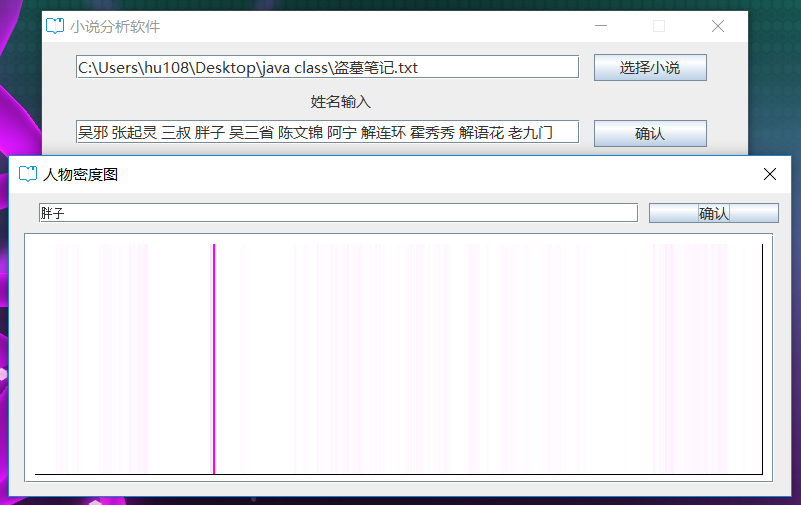 小说分析软件
C:\Users\hu108\Desktop\java class\盗墓笔记.txt
选择小说
姓名输入
吴邪 张起灵 三叔 胖子 吴三省 陈文锦 阿宁 解连环 霍秀秀 解语花 老九门
确认
人物密度图
胖子
确认